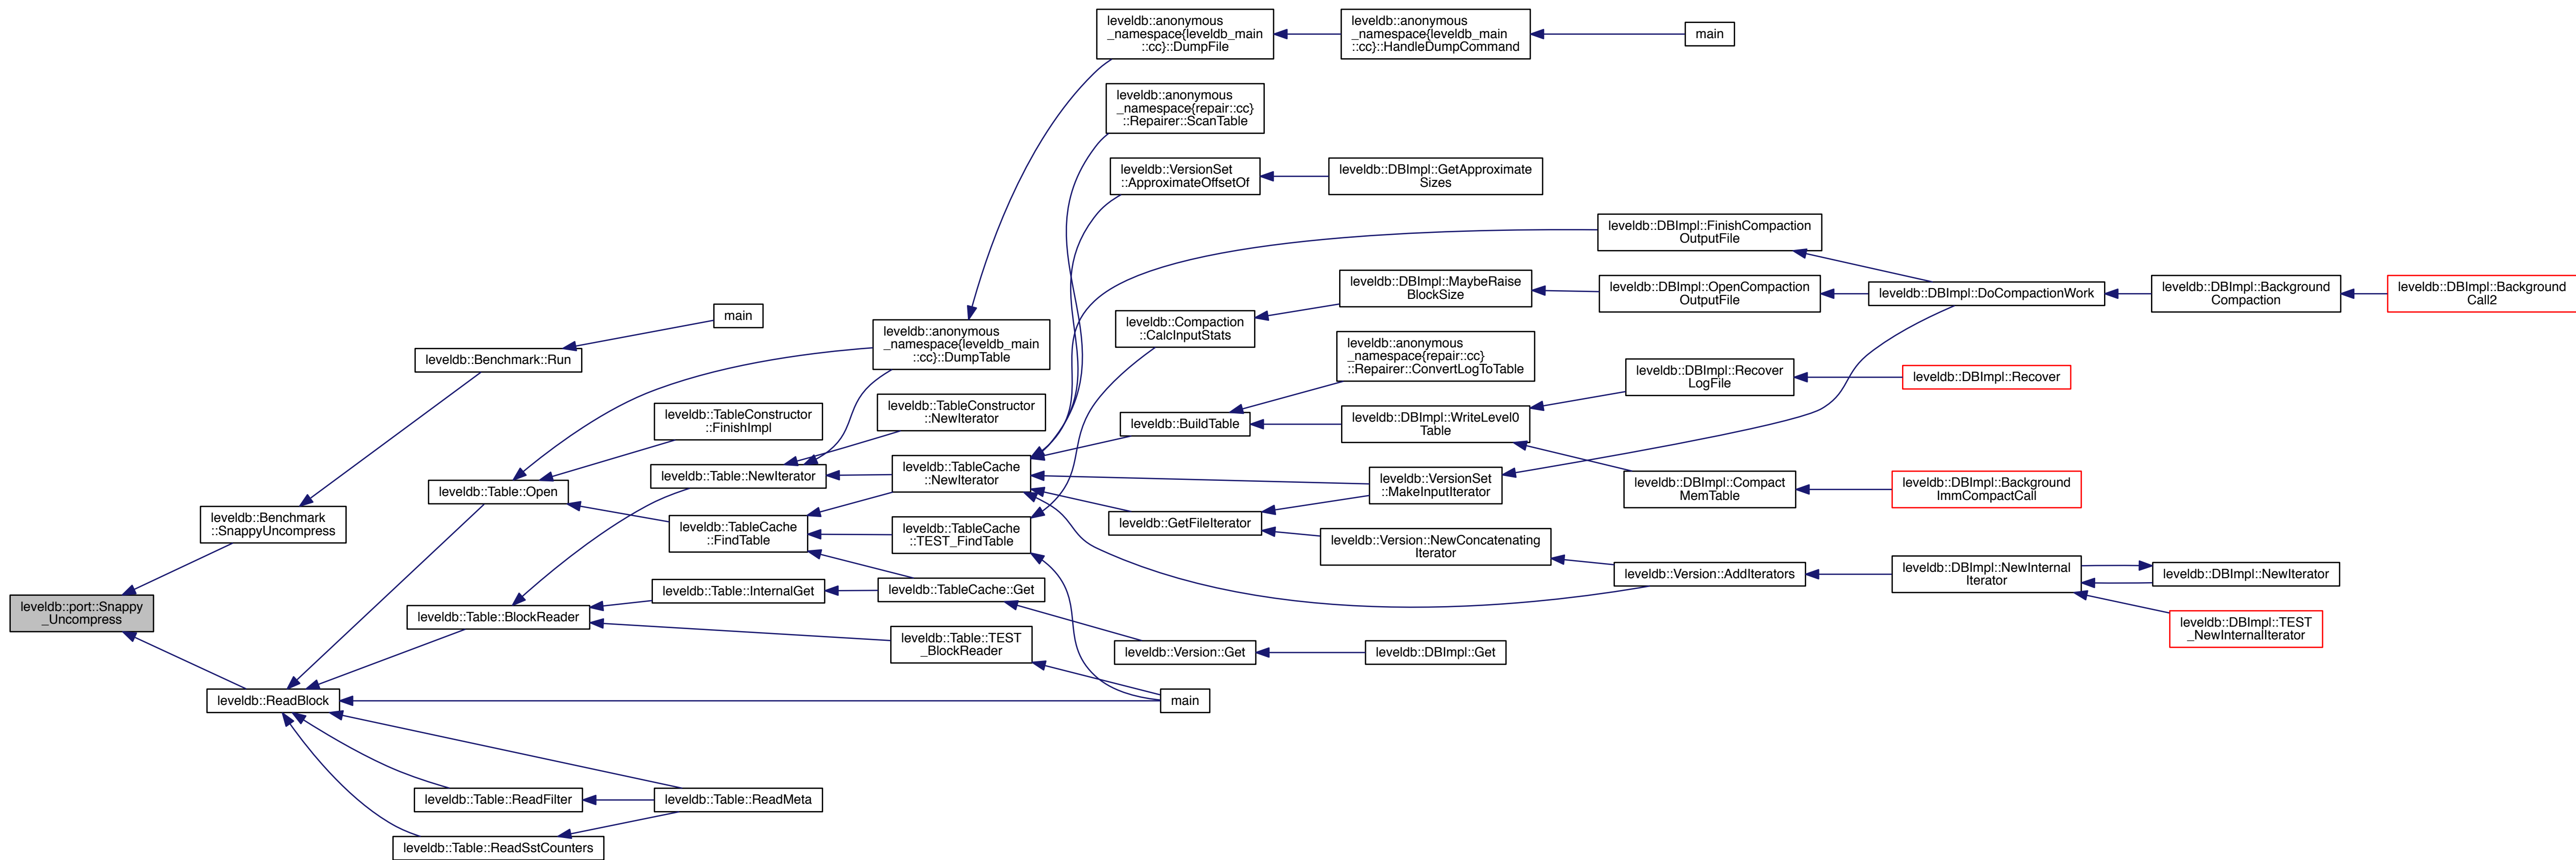 leveldb::anonymous
_namespace{leveldb_main
::cc}::DumpFile
leveldb::anonymous
_namespace{leveldb_main
::cc}::HandleDumpCommand
main
leveldb::anonymous
_namespace{repair::cc}
::Repairer::ScanTable
leveldb::VersionSet
::ApproximateOffsetOf
leveldb::DBImpl::GetApproximate
Sizes
leveldb::DBImpl::FinishCompaction
OutputFile
leveldb::DBImpl::MaybeRaise
BlockSize
leveldb::DBImpl::OpenCompaction
OutputFile
leveldb::DBImpl::DoCompactionWork
leveldb::DBImpl::Background
Compaction
leveldb::DBImpl::Background
Call2
main
leveldb::Benchmark::Run
leveldb::anonymous
_namespace{leveldb_main
::cc}::DumpTable
leveldb::Compaction
::CalcInputStats
leveldb::anonymous
_namespace{repair::cc}
::Repairer::ConvertLogToTable
leveldb::DBImpl::Recover
LogFile
leveldb::DBImpl::Recover
leveldb::TableConstructor
::FinishImpl
leveldb::TableConstructor
::NewIterator
leveldb::BuildTable
leveldb::DBImpl::WriteLevel0
Table
leveldb::Table::NewIterator
leveldb::TableCache
::NewIterator
leveldb::VersionSet
::MakeInputIterator
leveldb::DBImpl::Compact
MemTable
leveldb::DBImpl::Background
ImmCompactCall
leveldb::Table::Open
leveldb::Benchmark
::SnappyUncompress
leveldb::TableCache
::FindTable
leveldb::TableCache
::TEST_FindTable
leveldb::GetFileIterator
leveldb::Version::NewConcatenating
Iterator
leveldb::Version::AddIterators
leveldb::DBImpl::NewInternal
Iterator
leveldb::DBImpl::NewIterator
leveldb::port::Snappy
_Uncompress
leveldb::Table::BlockReader
leveldb::Table::InternalGet
leveldb::TableCache::Get
leveldb::DBImpl::TEST
_NewInternalIterator
leveldb::Table::TEST
_BlockReader
leveldb::Version::Get
leveldb::DBImpl::Get
leveldb::ReadBlock
main
leveldb::Table::ReadFilter
leveldb::Table::ReadMeta
leveldb::Table::ReadSstCounters